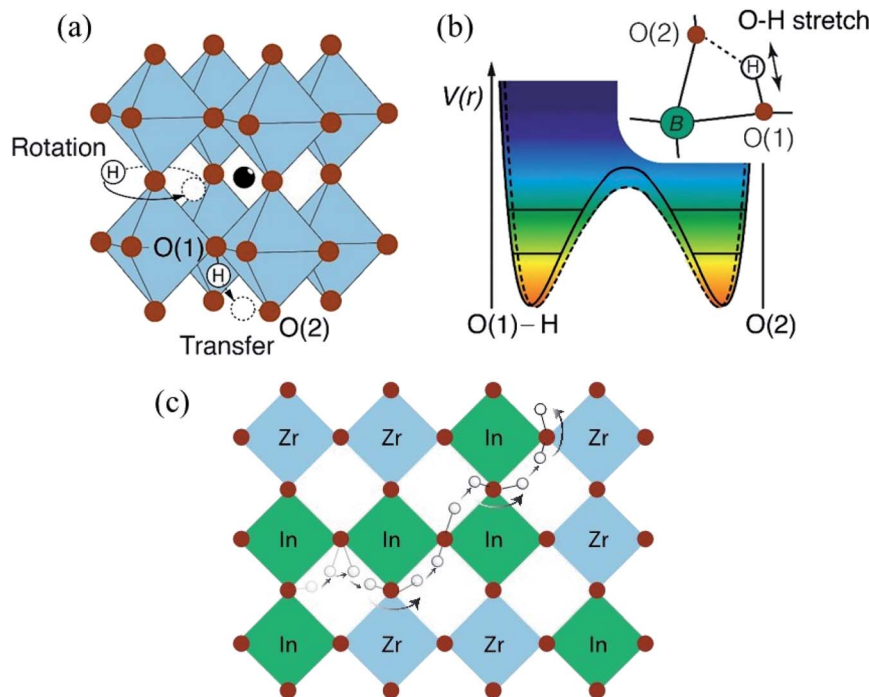 (a)
Rotation
H
O(1)
H
O(2)
Transfer
(b)
O-H stretch
O(2)
H
V(r)
B
O(1)
O(1)–H
O(2)
(c)
Zr
Zr
In
Zr
In
In
In
Zr
In
Zr
Zr
In